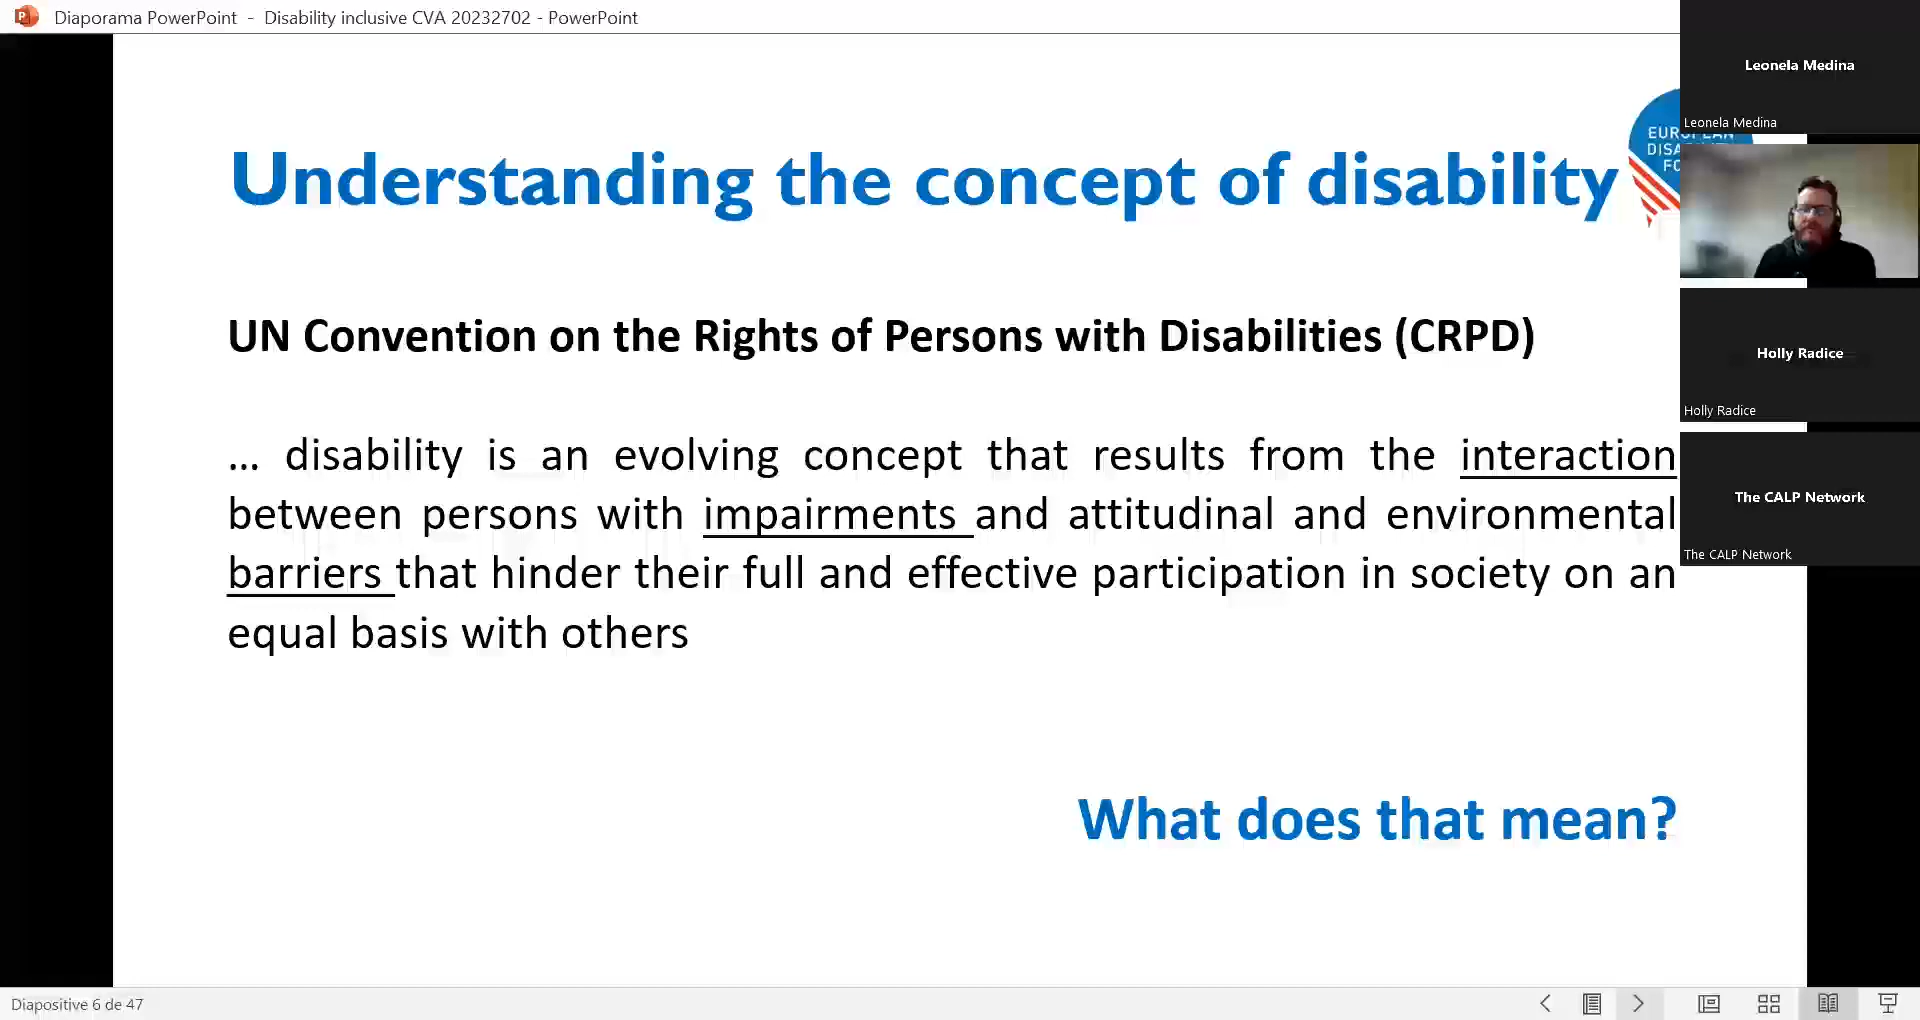 Diaporama PowerPoint - Disability inclusive CVA 20232702 - PowerPoint
Understanding the concept of disability
UN Convention on the Rights of Persons with Disabilities (CRPD)
... disability is an evolving concept that results from the interaction
between persons with impairments and attitudinal and environmental
barriers that hinder their full and effective participation in society on an
equal basis with others
What does that mean?
Leonela Medina
Leonela Medina
Holly Radice
Holly Radice
The CALP Network
The CALP Network
Diapositive 6 de 47